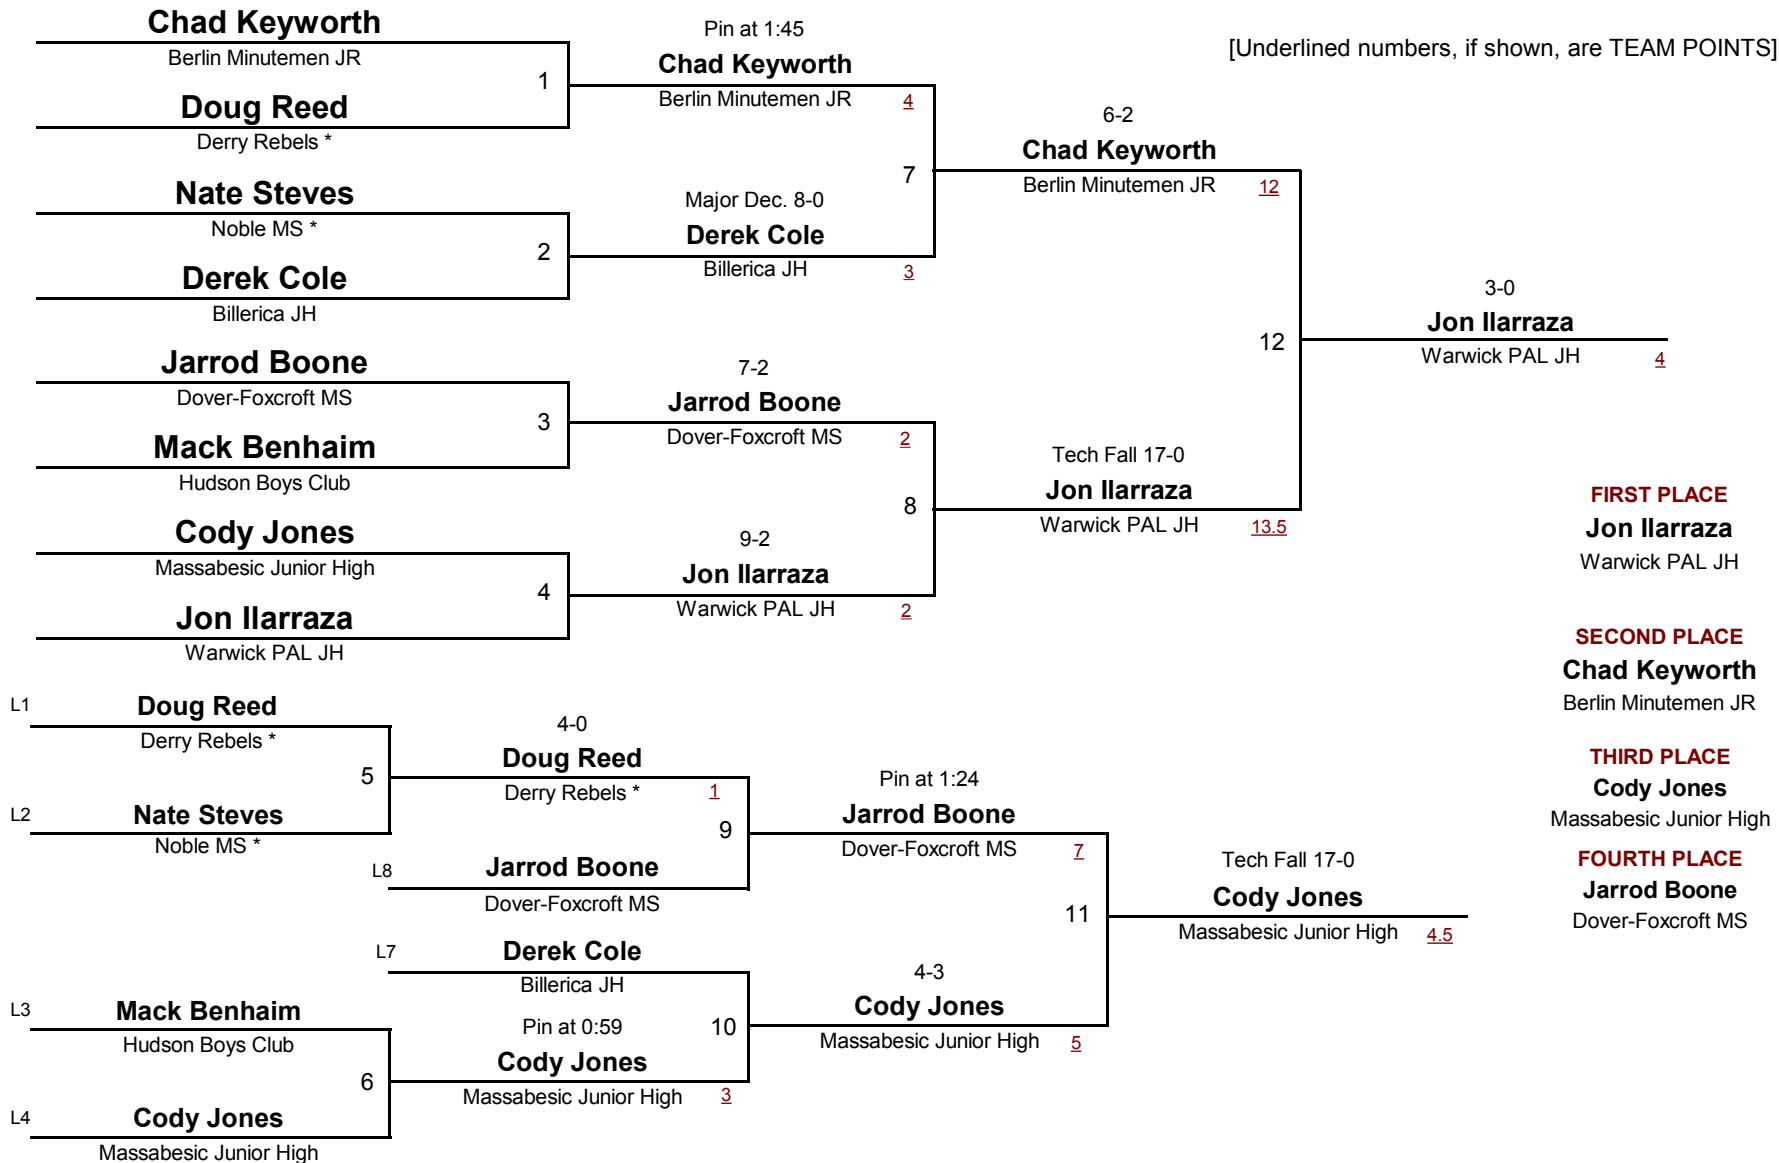 [Underlined numbers, if shown, are TEAM POINTS]
Chad Keyworth
Berlin Minutemen JR
1
Doug Reed
Derry Rebels *
Nate Steves
Noble MS *
2
Derek Cole
Billerica JH
Jarrod Boone
Dover-Foxcroft MS
3
Mack Benhaim
Hudson Boys Club
Cody Jones
Massabesic Junior High
4
Jon Ilarraza
Warwick PAL JH
Pin at 1:45
Chad Keyworth
Berlin Minutemen JR 4
7
Major Dec. 8-0
Derek Cole
Billerica JH 3
7-2
Jarrod Boone
Dover-Foxcroft MS 2
8
9-2
Jon Ilarraza
Warwick PAL JH 2
6-2
Chad Keyworth
Berlin Minutemen JR 12
12
Tech Fall 17-0
Jon Ilarraza
Warwick PAL JH 13.5
3-0
Jon Ilarraza
Warwick PAL JH 4
FIRST PLACE
Jon Ilarraza
Warwick PAL JH
SECOND PLACE
Chad Keyworth
Berlin Minutemen JR
THIRD PLACE
Cody Jones
Massabesic Junior High
FOURTH PLACE
Jarrod Boone
Dover-Foxcroft MS
L1 Doug Reed
Derry Rebels *
5
L2 Nate Steves
Noble MS *
L3 Mack Benhaim
Hudson Boys Club
6
L4 Cody Jones
Massabesic Junior High
4-0
Doug Reed
Derry Rebels * 1
9
L8 Jarrod Boone
Dover-Foxcroft MS
L7 Derek Cole
Billerica JH
10
Pin at 0:59
Cody Jones
Massabesic Junior High 3
Pin at 1:24
Jarrod Boone
Dover-Foxcroft MS 7
11
4-3
Cody Jones
Massabesic Junior High 5
Tech Fall 17-0
Cody Jones
Massabesic Junior High 4.5